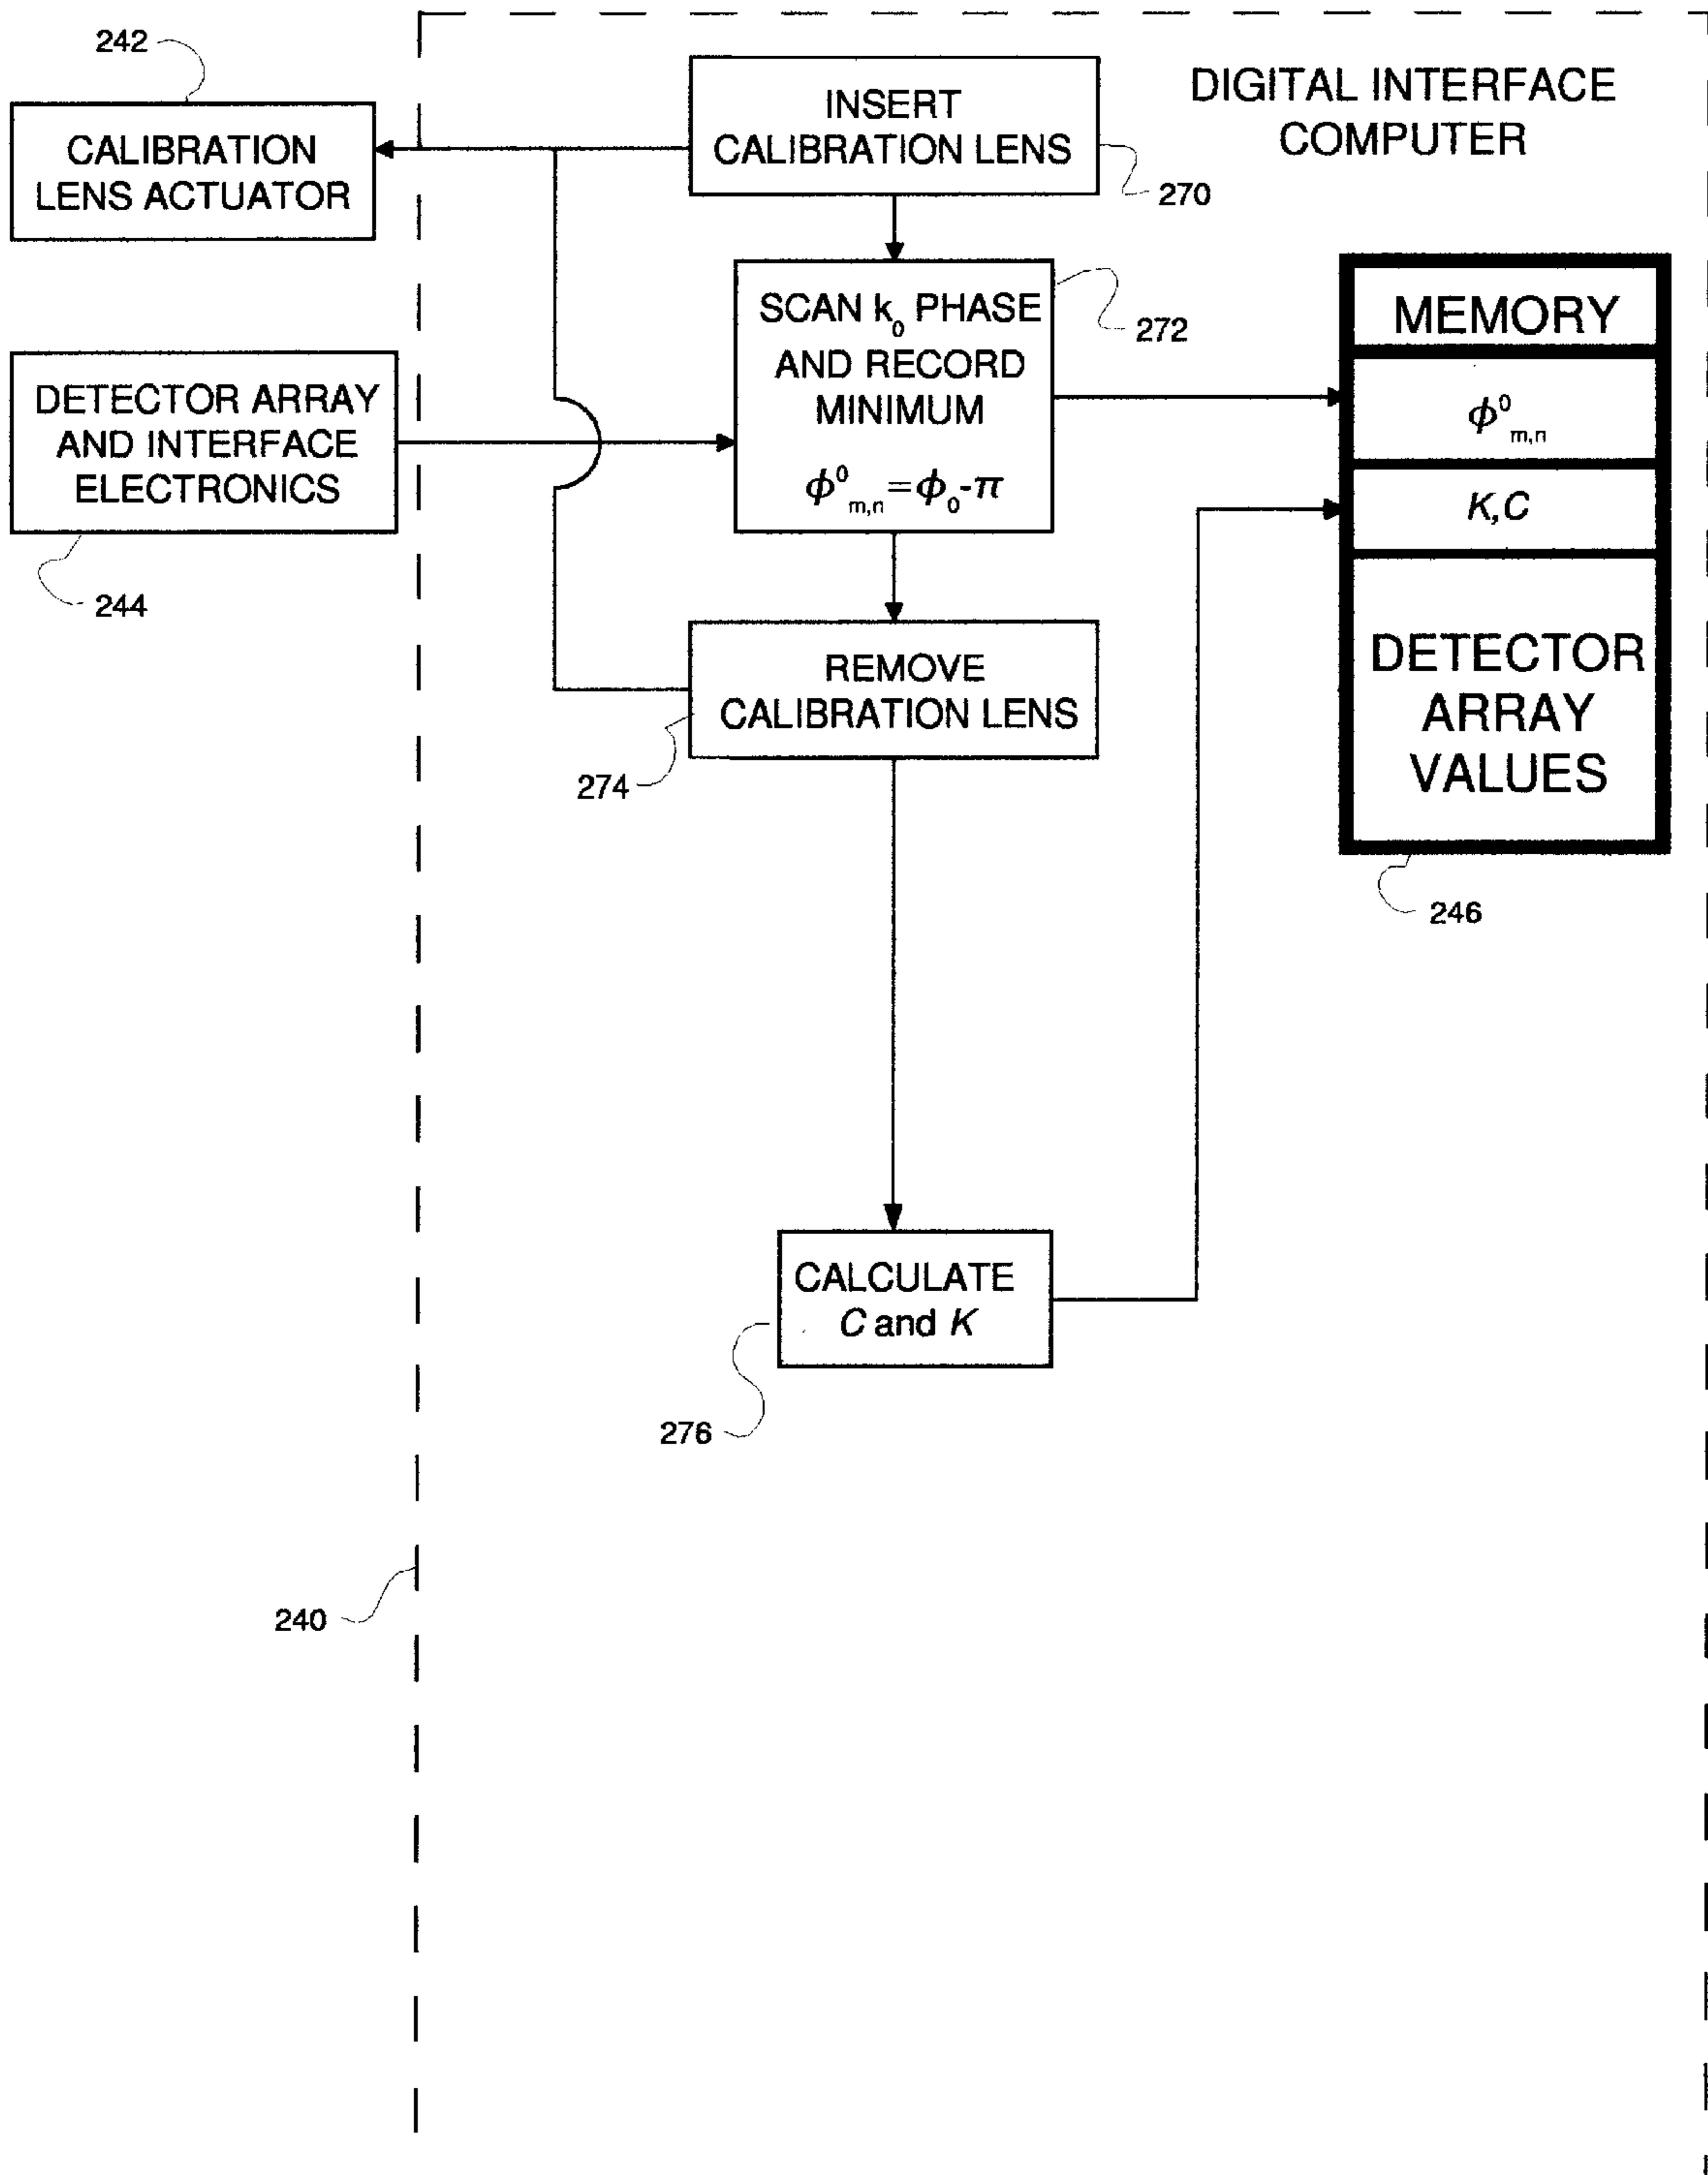 242
CALIBRATION
LENS ACTUATOR
INSERT
CALIBRATION LENS
270
DIGITAL INTERFACE
COMPUTER
SCAN k₀ PHASE
AND RECORD
MINIMUM
ϕ⁰m,n=ϕ₀-π
272
DETECTOR ARRAY
AND INTERFACE
ELECTRONICS
244
MEMORY
ϕ⁰m,n
K,C
DETECTOR
ARRAY
VALUES
246
REMOVE
CALIBRATION LENS
274
CALCULATE
C and K
276
240